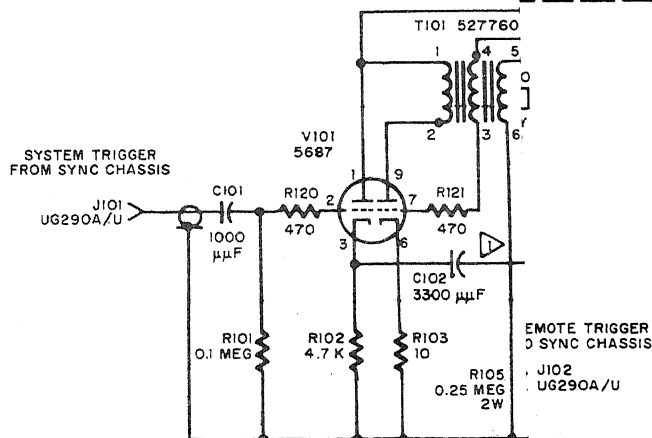 T101 527760
1
4
5
O
Y
2
3
6
V101
5687
1
9
SYSTEM TRIGGER
FROM SYNC CHASSIS
J101
UG290A/U
C101
1000
μμF
R120
470
2
7
R121
470
3
6
1
C102
3300 μμF
R101
0.1 MEG
R102
4.7 K
R103
10
EMOTE TRIGGER
O SYNC CHASSIS
J102
UG290A/U
R105
0.25 MEG
2W